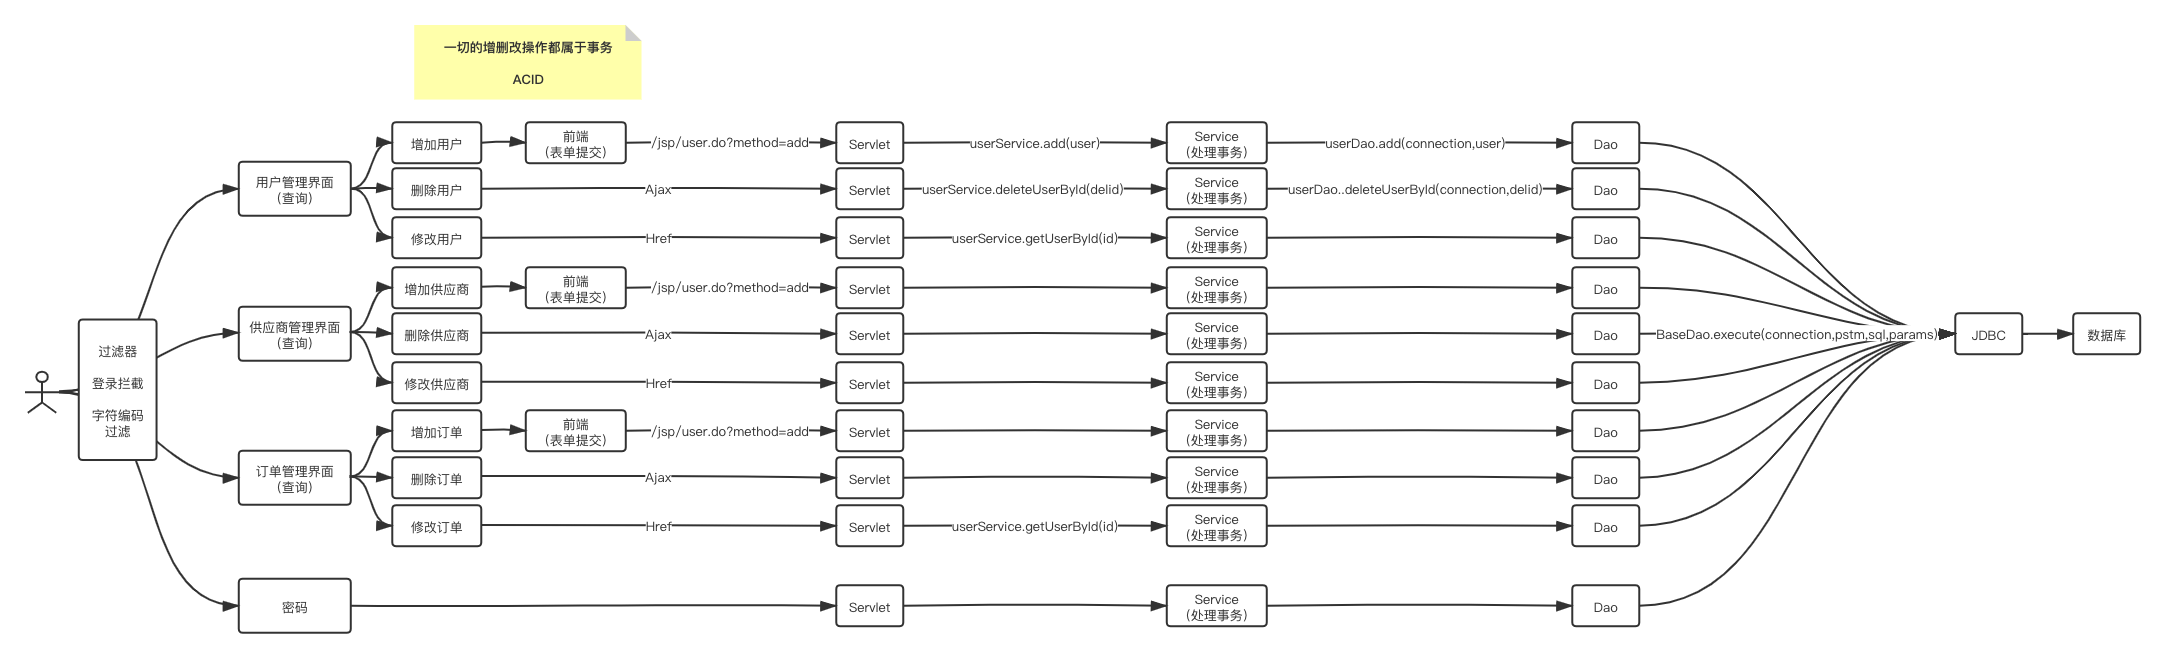 一切的增删改操作都属于事务
ACID
增加用户
前端
(表单提交)
/jsp/user.do?method=add
Servlet
userService.add(user)
Service
(处理事务)
userDao.add(connection,user)
Dao
用户管理界面
(查询)
删除用户
Ajax
Servlet
userService.deleteUserById(delid)
Service
(处理事务)
userDao..deleteUserById(connection,delid)
Dao
修改用户
Href
Servlet
userService.getUserById(id)
Service
(处理事务)
Dao
增加供应商
前端
(表单提交)
/jsp/user.do?method=add
Servlet
Service
(处理事务)
Dao
供应商管理界面
(查询)
删除供应商
Ajax
Servlet
Service
(处理事务)
Dao
BaseDao.execute(connection,pstm,sql,params)
JDBC
数据库
过滤器
登录拦截
字符编码
过滤
修改供应商
Href
Servlet
Service
(处理事务)
Dao
增加订单
前端
(表单提交)
/jsp/user.do?method=add
Servlet
Service
(处理事务)
Dao
订单管理界面
(查询)
删除订单
Ajax
Servlet
Service
(处理事务)
Dao
修改订单
Href
Servlet
userService.getUserById(id)
Service
(处理事务)
Dao
密码
Servlet
Service
(处理事务)
Dao